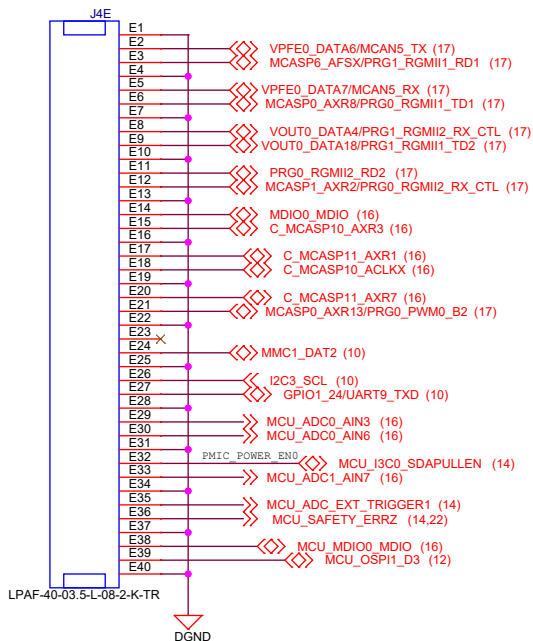 J4E
E1
E2 VPFE0_DATA6/MCAN5_TX (17)
E3 MCASP6_AFSX/PRG1_RGMII1_RD1 (17)
E4
E5 VPFE0_DATA7/MCAN5_RX (17)
E6 MCASP0_AXR8/PRG0_RGMII1_TD1 (17)
E7
E8 VOUT0_DATA4/PRG1_RGMII2_RX_CTL (17)
E9 VOUT0_DATA18/PRG1_RGMII1_TD2 (17)
E10
E11 PRG0_RGMII2_RD2 (17)
E12 MCASP1_AXR2/PRG0_RGMII2_RX_CTL (17)
E13
E14 MDIO0_MDIO (16)
E15 C_MCASP10_AXR3 (16)
E16
E17 C_MCASP11_AXR1 (16)
E18 C_MCASP10_ACLKX (16)
E19
E20 C_MCASP11_AXR7 (16)
E21 MCASP0_AXR13/PRG0_PWM0_B2 (17)
E22
E23
E24 MMC1_DAT2 (10)
E25
E26 I2C3_SCL (10)
E27 GPIO1_24/UART9_TXD (10)
E28
E29 MCU_ADC0_AIN3 (16)
E30 MCU_ADC0_AIN6 (16)
E31
E32 PMIC_POWER_EN0 MCU_I3C0_SDAPULLEN (14)
E33 MCU_ADC1_AIN7 (16)
E34
E35 MCU_ADC_EXT_TRIGGER1 (14)
E36 MCU_SAFETY_ERRZ (14,22)
E37
E38 MCU_MDIO0_MDIO (16)
E39 MCU_OSPI1_D3 (12)
E40
LPAF-40-03.5-L-08-2-K-TR
DGND